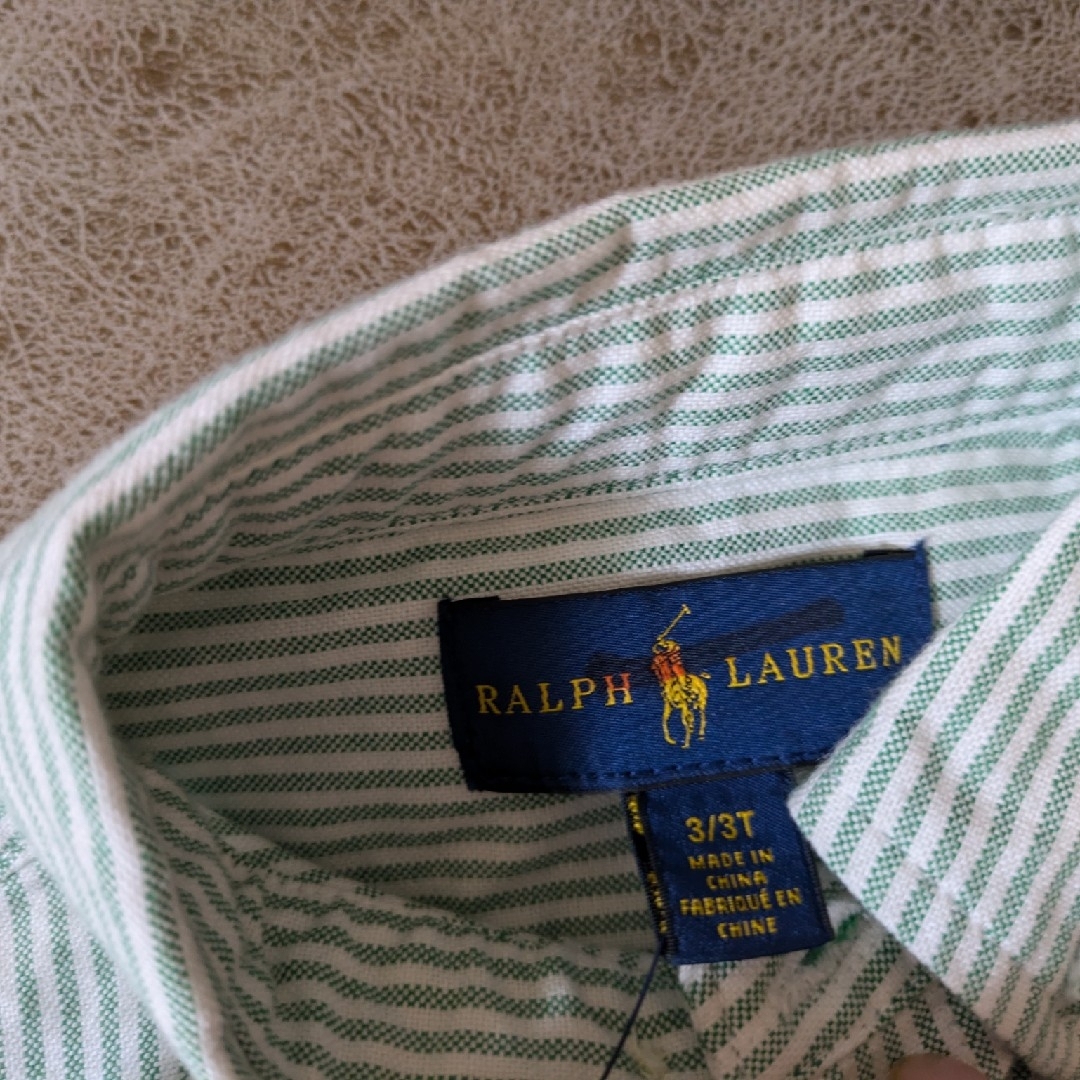 RALPH LAUREN
3/3T
MADE IN
CHINA
FABRIQUÉ EN
CHINE